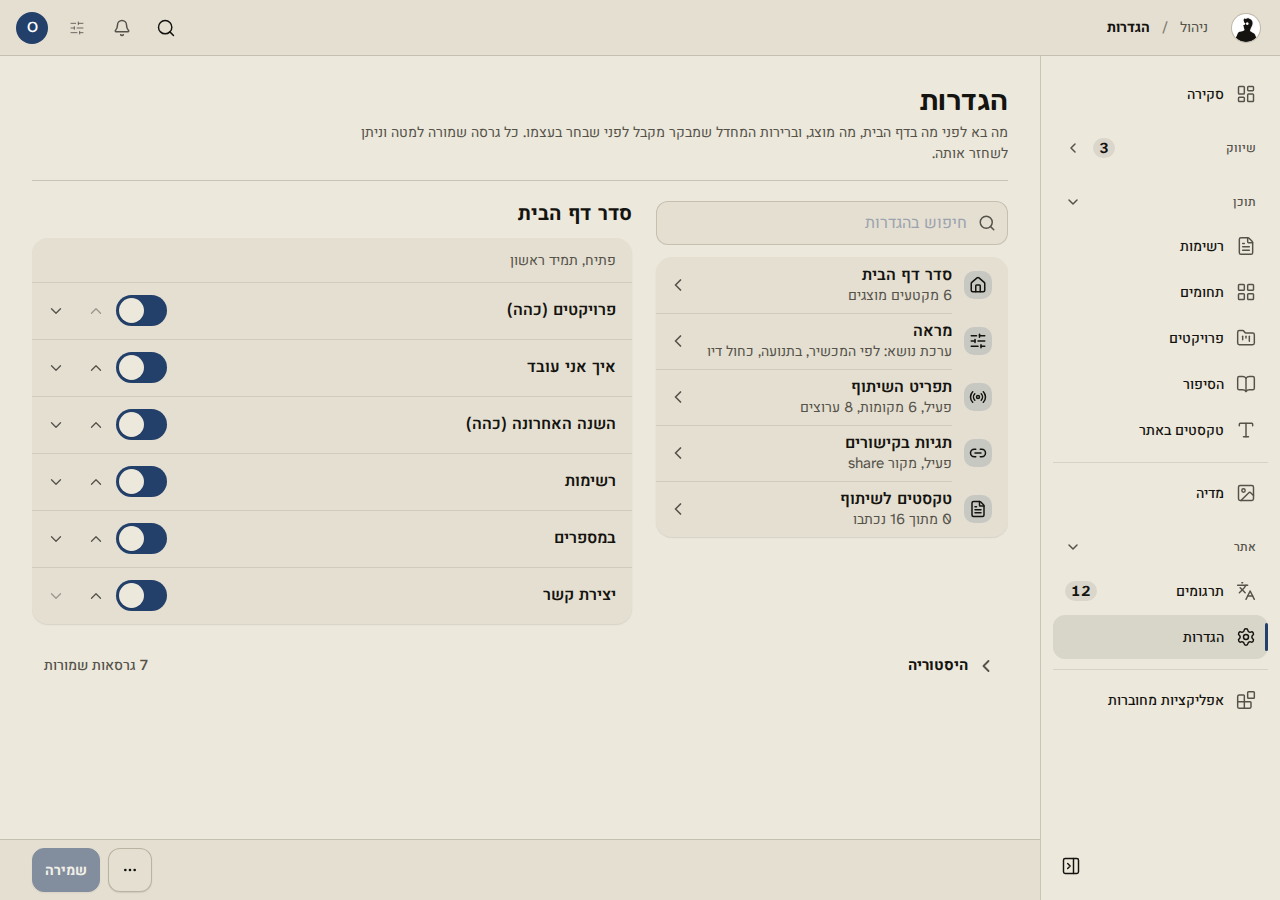 ניהול / הגדרות
O
סקירה
שיווק 3
תוכן
רשימות
תחומים
פרויקטים
הסיפור
טקסטים באתר
מדיה
אתר
תרגומים 12
הגדרות
אפליקציות מחוברות
הגדרות
מה בא לפני מה בדף הבית, מה מוצג, וברירות המחדל שמבקר מקבל לפני שבחר בעצמו. כל גרסה שמורה למטה וניתן
לשחזר אותה.
חיפוש בהגדרות
סדר דף הבית
6 מקטעים מוצגים
מראה
ערכת נושא: לפי המכשיר, בתנועה, כחול דיו
תפריט השיתוף
פעיל, 6 מקומות, 8 ערוצים
תגיות בקישורים
פעיל, מקור share
טקסטים לשיתוף
0 מתוך 16 נכתבו
סדר דף הבית
פתיח, תמיד ראשון
פרויקטים (כהה)
איך אני עובד
השנה האחרונה (כהה)
רשימות
במספרים
יצירת קשר
היסטוריה
7 גרסאות שמורות
שמירה